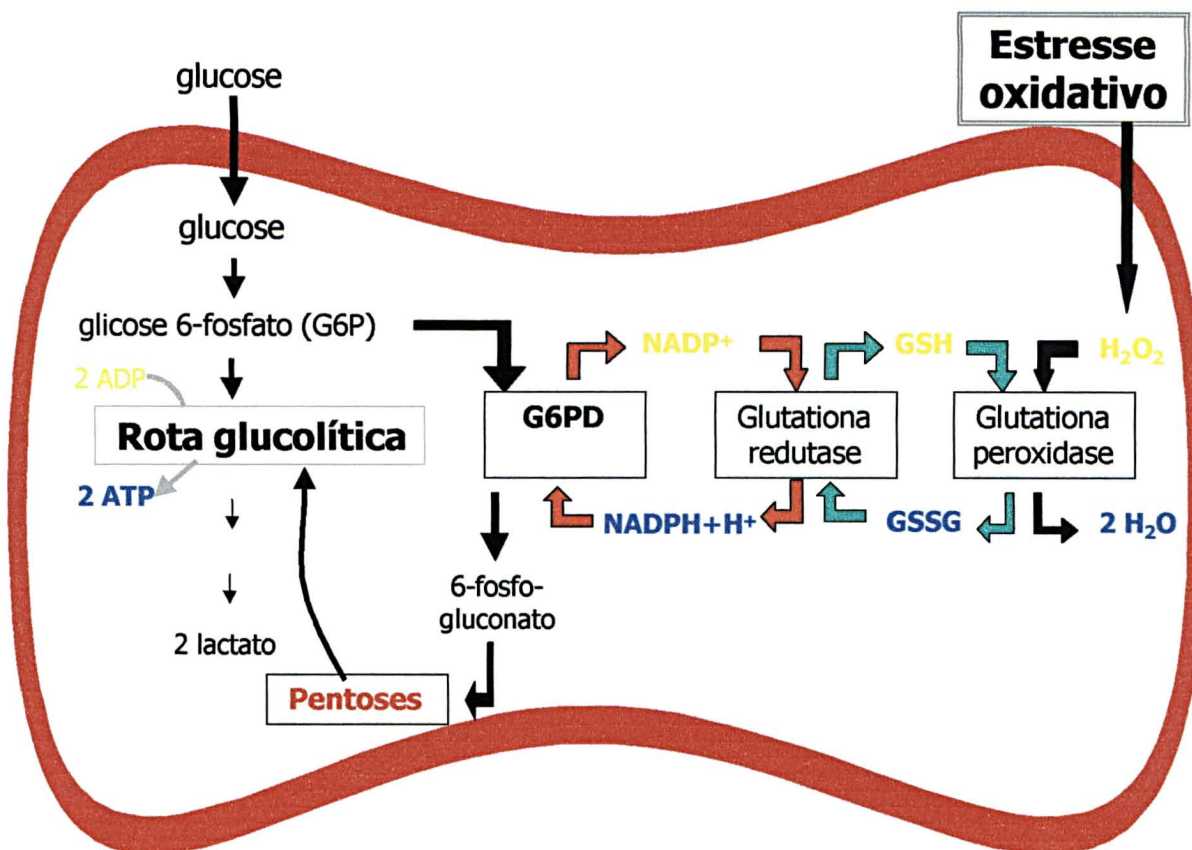 Estresse
oxidativo
glucose
glucose
glicose 6-fosfato (G6P)
2 ADP
Rota glucolítica
2 ATP
2 lactato
Pentoses
G6PD
6-fosfo-
gluconato
NADP⁺
NADPH+H⁺
Glutationa
redutase
GSH
GSSG
Glutationa
peroxidase
H₂O₂
2 H₂O